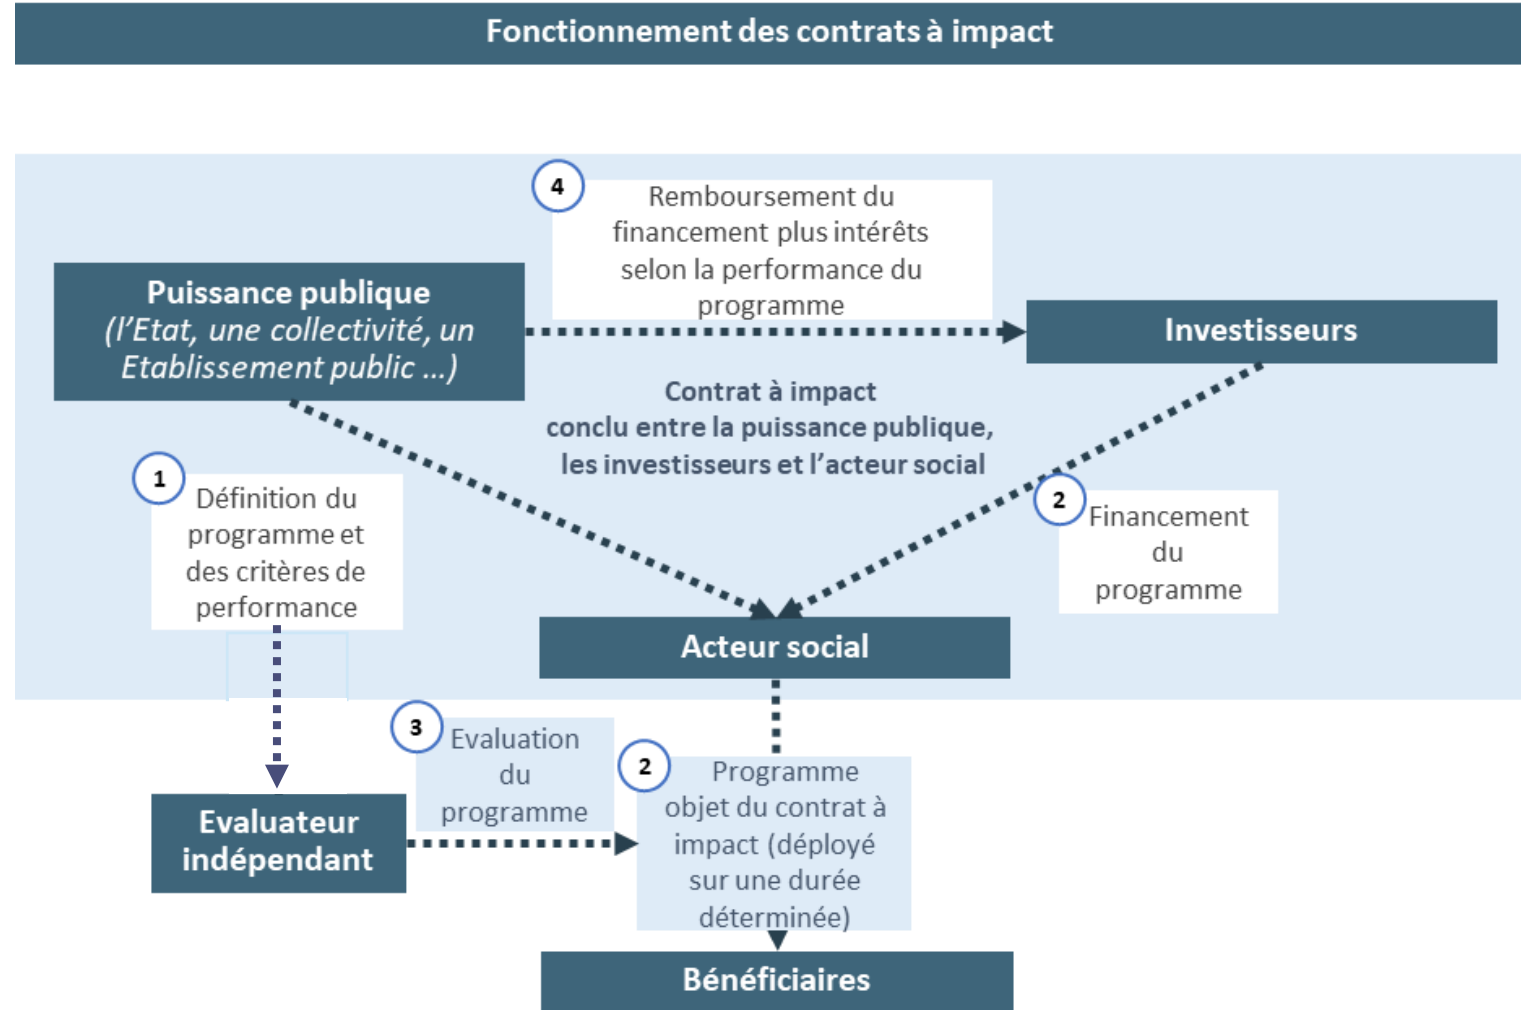 Fonctionnement des contrats à impact
4
Remboursement du
financement plus intérêts
selon la performance du
programme
Puissance publique
(l’Etat, une collectivité, un
Etablissement public ...)
Investisseurs
Contrat à impact
conclu entre la puissance publique,
les investisseurs et l’acteur social
1
Définition du
programme et
des critères de
performance
2
Financement
du
programme
Acteur social
3
Evaluation
du
programme
2
Programme
objet du contrat à
impact (déployé
sur une durée
déterminée)
Evaluateur
indépendant
Bénéficiaires